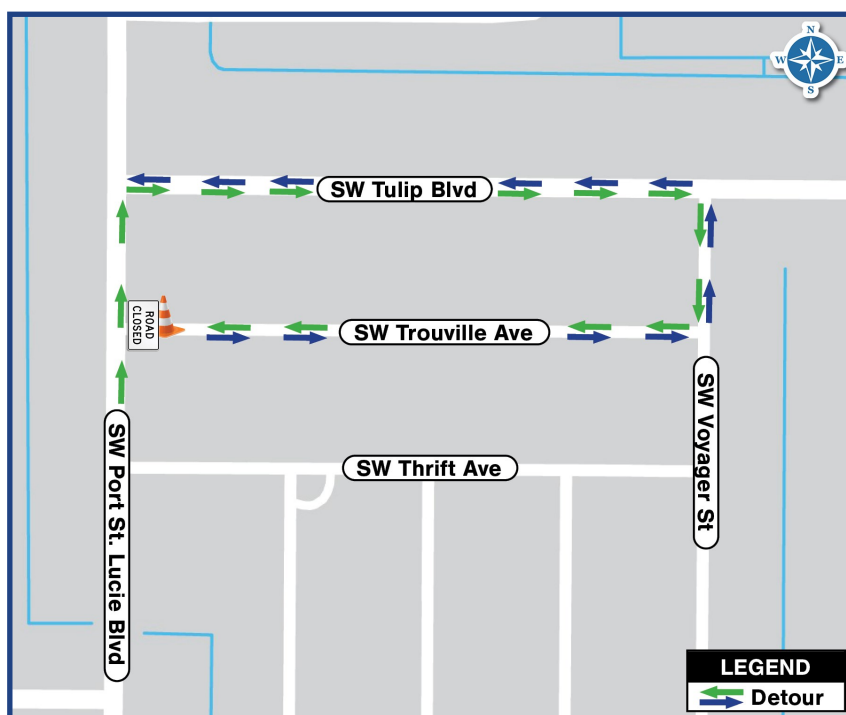 N
W E
S
SW Tulip Blvd
ROAD
CLOSED
SW Trouville Ave
SW Thrift Ave
SW Port St. Lucie Blvd
SW Voyager St
LEGEND
Detour